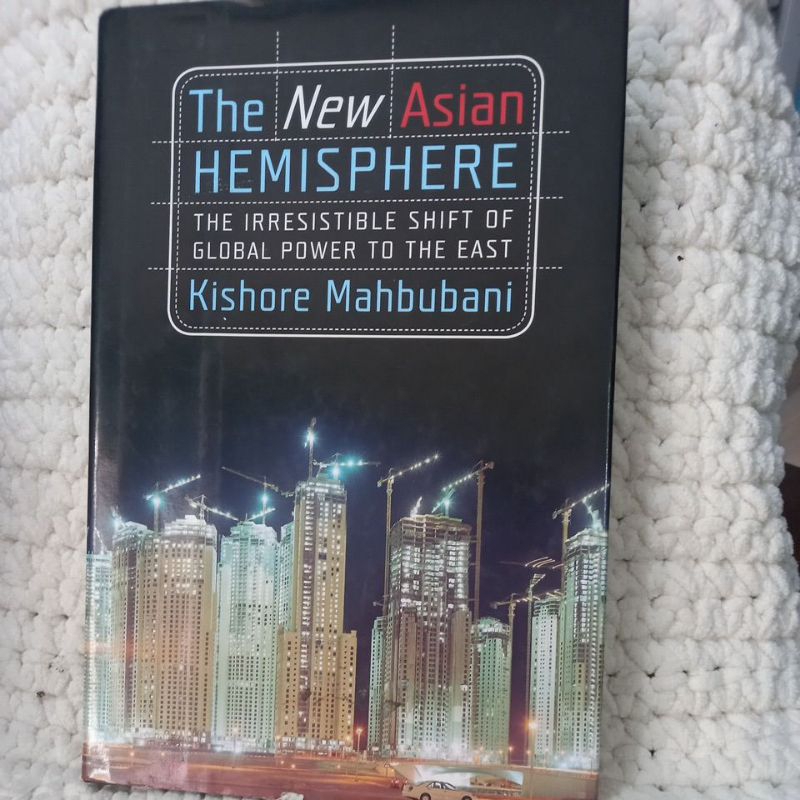 The New Asian
HEMISPHERE
THE IRRESISTIBLE SHIFT OF
GLOBAL POWER TO THE EAST
Kishore Mahbubani